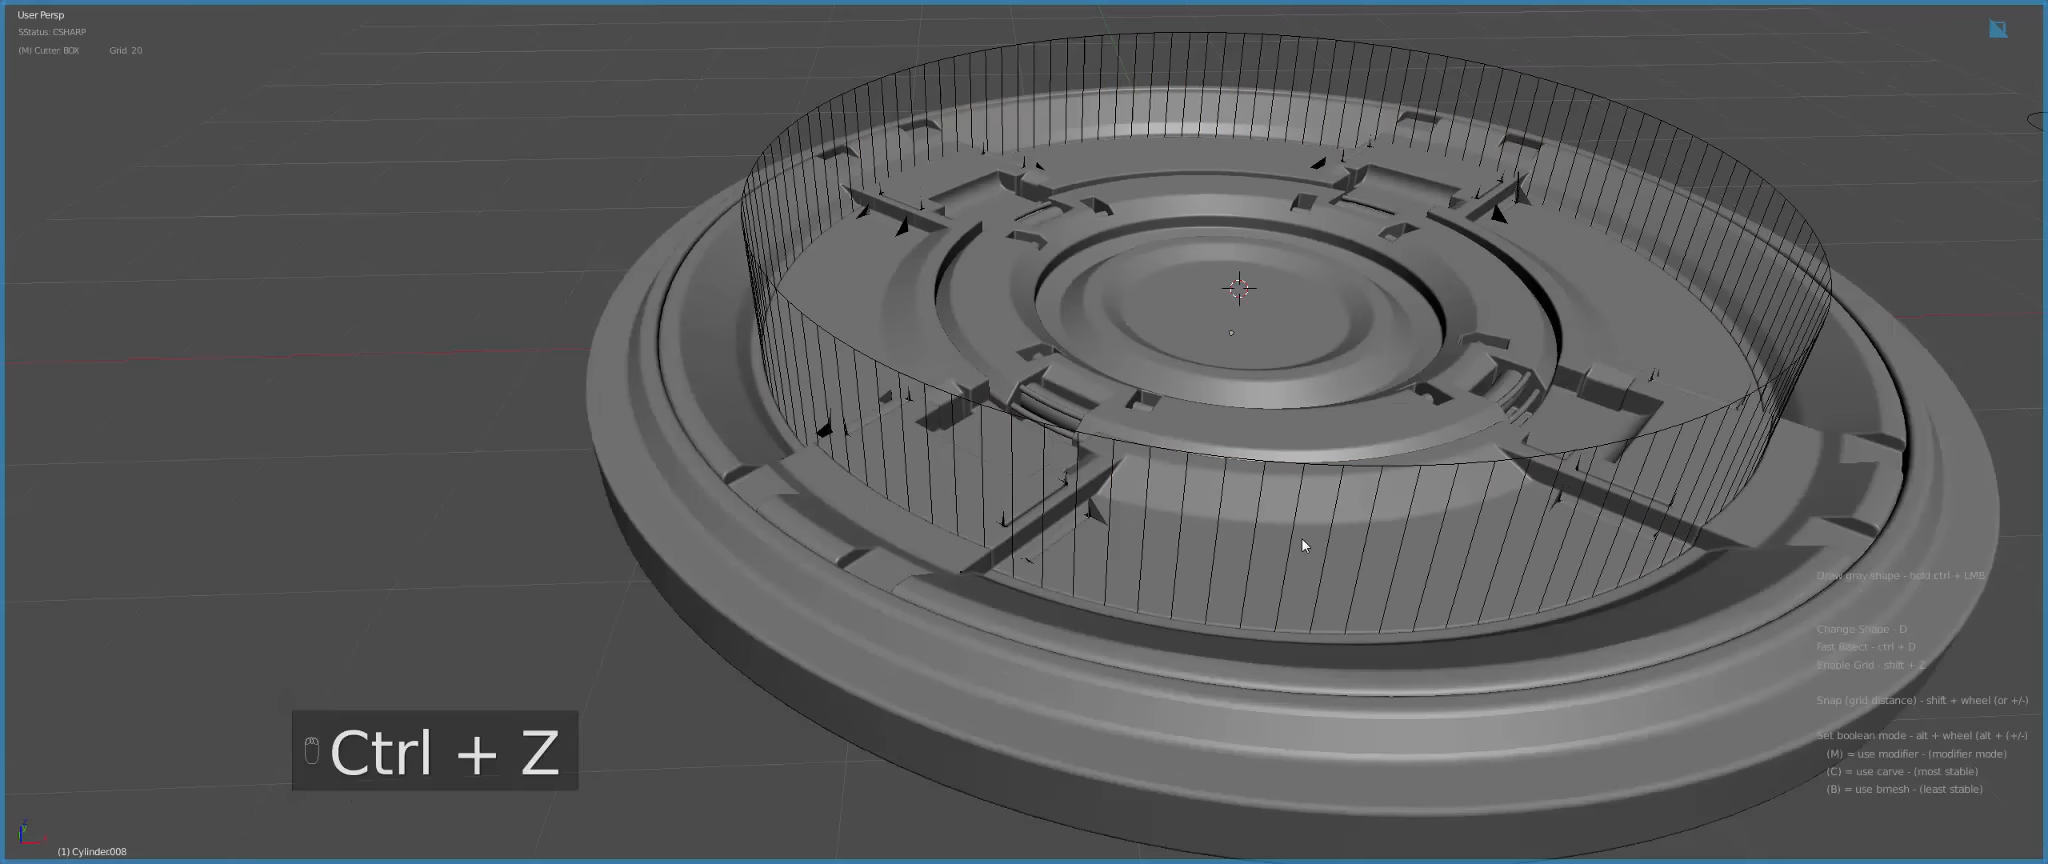 User Persp
SStatus: CSHARP
(M) Cutter BOX Grid 20
Draw gray shape - hold ctrl + LMB
Change Shape - D
Fast Bisect - ctrl + D
Enable Grid - shift + Z
Snap (grid distance) - shift + wheel (or +/-)
Set boolean mode - alt + wheel (alt + (+/-)
(M) = use modifier - (modifier mode)
(C) = use carve - (most stable)
(B) = use bmesh - (least stable)
Ctrl + Z
(1) Cylinder.008